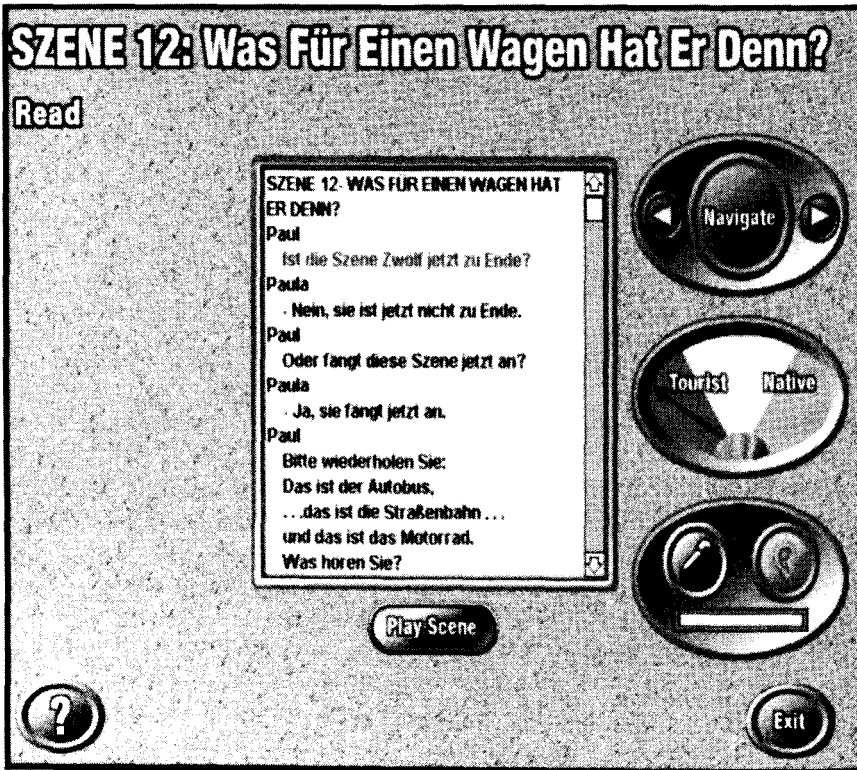 SZENE 12: Was Für Einen Wagen Hat Er Denn?
Read
SZENE 12- WAS FUR EINEN WAGEN HAT
ER DENN?
Paul
Ist die Szene Zwolf jetzt zu Ende?
Paula
- Nein, sie ist jetzt nicht zu Ende.
Paul
Oder fangt diese Szene jetzt an?
Paula
- Ja, sie fangt jetzt an.
Paul
Bitte wiederholen Sie:
Das ist der Autobus,
...das ist die Straßenbahn ...
und das ist das Motorrad.
Was horen Sie?
Play Scene
Navigate
Tourist Native
?
Exit